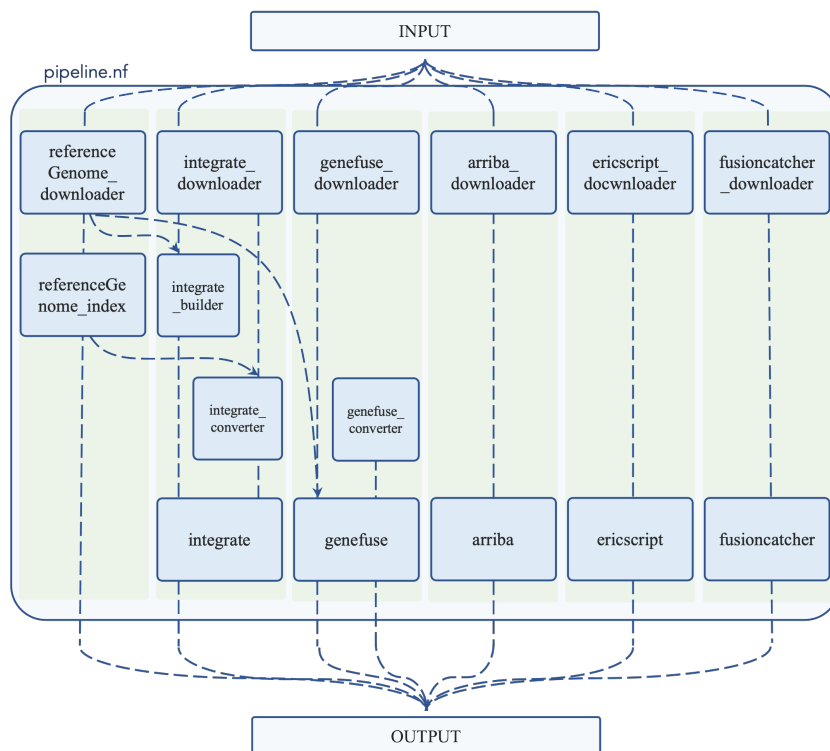 INPUT
pipeline.nf
reference
Genome_
downloader
integrate_
downloader
genefuse_
downloader
arriba_
downloader
ericscript_
docwnloader
fusioncatcher
_downloader
referenceGe
nome_index
integrate
_builder
integrate_
converter
genefuse_
converter
integrate
genefuse
arriba
ericscript
fusioncatcher
OUTPUT